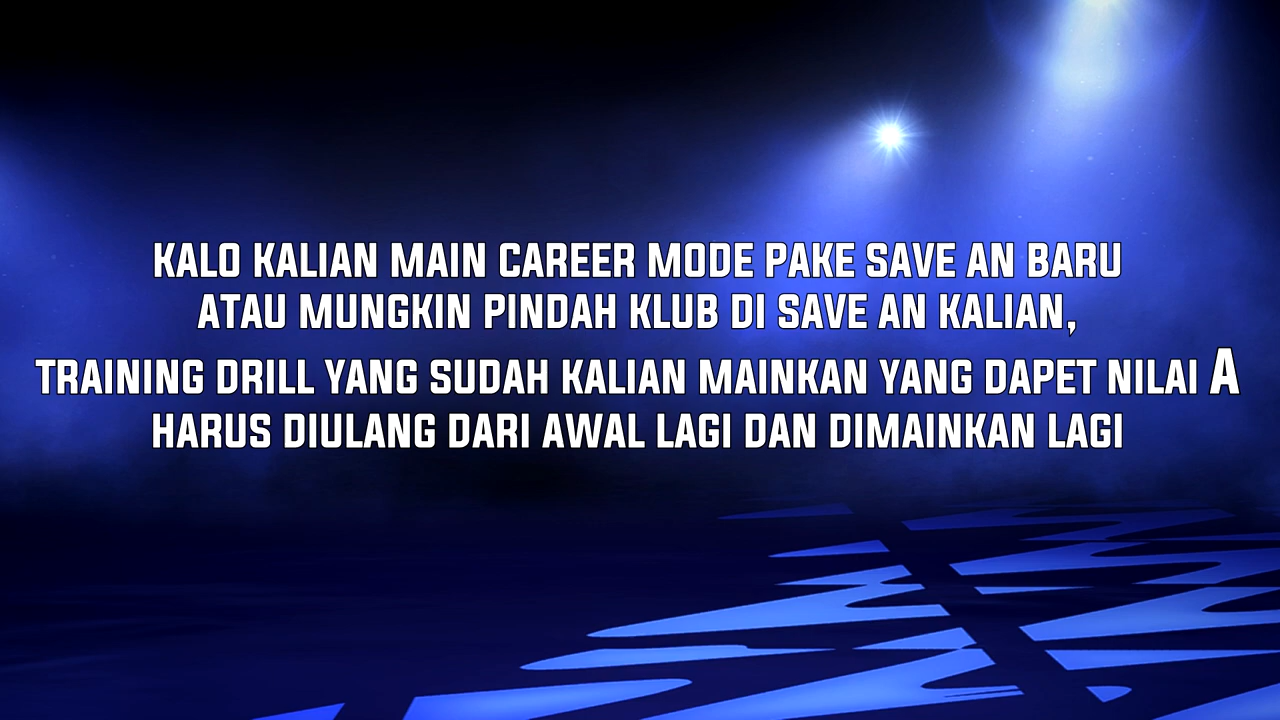 KALO KALIAN MAIN CAREER MODE PAKE SAVE AN BARU
ATAU MUNGKIN PINDAH KLUB DI SAVE AN KALIAN,
TRAINING DRILL YANG SUDAH KALIAN MAINKAN YANG DAPET NILAI A
HARUS DIULANG DARI AWAL LAGI DAN DIMAINKAN LAGI